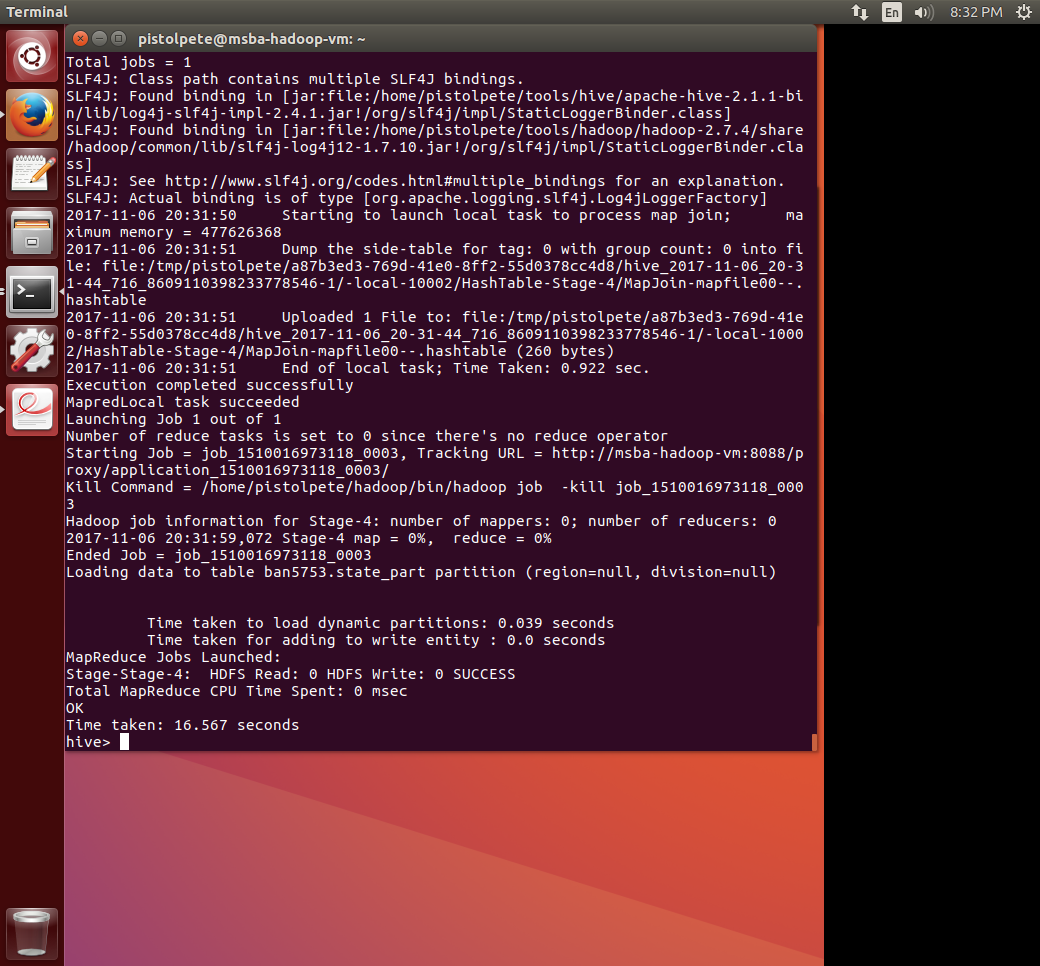 Terminal
En
8:32 PM
pistolpete@msba-hadoop-vm: ~
Total jobs = 1
SLF4J: Class path contains multiple SLF4J bindings.
SLF4J: Found binding in [jar:file:/home/pistolpete/tools/hive/apache-hive-2.1.1-bi
n/lib/log4j-slf4j-impl-2.4.1.jar!/org/slf4j/impl/StaticLoggerBinder.class]
SLF4J: Found binding in [jar:file:/home/pistolpete/tools/hadoop/hadoop-2.7.4/share
/hadoop/common/lib/slf4j-log4j12-1.7.10.jar!/org/slf4j/impl/StaticLoggerBinder.cla
ss]
SLF4J: See http://www.slf4j.org/codes.html#multiple_bindings for an explanation.
SLF4J: Actual binding is of type [org.apache.logging.slf4j.Log4jLoggerFactory]
2017-11-06 20:31:50     Starting to launch local task to process map join;      ma
ximum memory = 477626368
2017-11-06 20:31:51     Dump the side-table for tag: 0 with group count: 0 into fi
le: file:/tmp/pistolpete/a87b3ed3-769d-41e0-8ff2-55d0378cc4d8/hive_2017-11-06_20-3
1-44_716_8609110398233778546-1/-local-10002/HashTable-Stage-4/MapJoin-mapfile00--.
hashtable
2017-11-06 20:31:51     Uploaded 1 File to: file:/tmp/pistolpete/a87b3ed3-769d-41e
0-8ff2-55d0378cc4d8/hive_2017-11-06_20-31-44_716_8609110398233778546-1/-local-1000
2/HashTable-Stage-4/MapJoin-mapfile00--.hashtable (260 bytes)
2017-11-06 20:31:51     End of local task; Time Taken: 0.922 sec.
Execution completed successfully
MapredLocal task succeeded
Launching Job 1 out of 1
Number of reduce tasks is set to 0 since there's no reduce operator
Starting Job = job_1510016973118_0003, Tracking URL = http://msba-hadoop-vm:8088/p
roxy/application_1510016973118_0003/
Kill Command = /home/pistolpete/hadoop/bin/hadoop job  -kill job_1510016973118_000
3
Hadoop job information for Stage-4: number of mappers: 0; number of reducers: 0
2017-11-06 20:31:59,072 Stage-4 map = 0%,  reduce = 0%
Ended Job = job_1510016973118_0003
Loading data to table ban5753.state_part partition (region=null, division=null)
Time taken to load dynamic partitions: 0.039 seconds
Time taken for adding to write entity : 0.0 seconds
MapReduce Jobs Launched:
Stage-Stage-4:  HDFS Read: 0 HDFS Write: 0 SUCCESS
Total MapReduce CPU Time Spent: 0 msec
OK
Time taken: 16.567 seconds
hive>